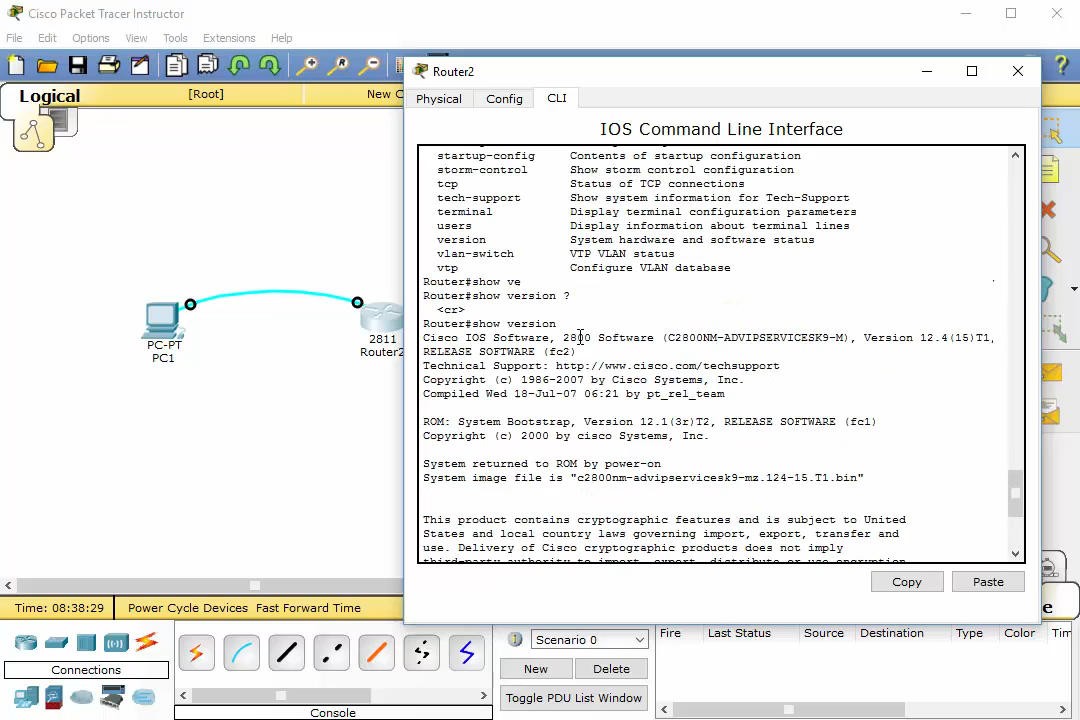 Cisco Packet Tracer Instructor
File Edit Options View Tools Extensions Help
Logical [Root] New C
PC-PT
PC1
2811
Router2
Router2
Physical Config CLI
IOS Command Line Interface
startup-config Contents of startup configuration
storm-control Show storm control configuration
tcp Status of TCP connections
tech-support Show system information for Tech-Support
terminal Display terminal configuration parameters
users Display information about terminal lines
version System hardware and software status
vlan-switch VTP VLAN status
vtp Configure VLAN database
Router#show ve
Router#show version ?
<cr>
Router#show version
Cisco IOS Software, 2800 Software (C2800NM-ADVIPSERVICESK9-M), Version 12.4(15)T1,
RELEASE SOFTWARE (fc2)
Technical Support: http://www.cisco.com/techsupport
Copyright (c) 1986-2007 by Cisco Systems, Inc.
Compiled Wed 18-Jul-07 06:21 by pt_rel_team
ROM: System Bootstrap, Version 12.1(3r)T2, RELEASE SOFTWARE (fc1)
Copyright (c) 2000 by cisco Systems, Inc.
System returned to ROM by power-on
System image file is "c2800nm-advipservicesk9-mz.124-15.T1.bin"
This product contains cryptographic features and is subject to United
States and local country laws governing import, export, transfer and
use. Delivery of Cisco cryptographic products does not imply
third-party authority to import, export, distribute or use encryption
Copy Paste
Time: 08:38:29 Power Cycle Devices Fast Forward Time
e
Connections
Console
Scenario 0
New Delete
Toggle PDU List Window
Fire Last Status Source Destination Type Color Tim